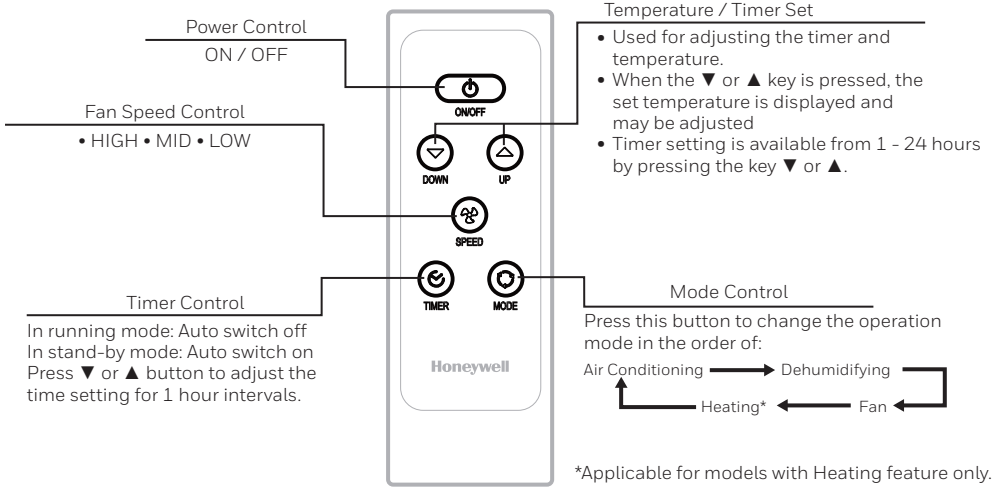 Power Control
ON / OFF
Fan Speed Control
• HIGH • MID • LOW
Timer Control
In running mode: Auto switch off
In stand-by mode: Auto switch on
Press ▼ or ▲ button to adjust the
time setting for 1 hour intervals.
ON/OFF
DOWN
UP
SPEED
TIMER
MODE
Honeywell
Temperature / Timer Set
• Used for adjusting the timer and
temperature.
• When the ▼ or ▲ key is pressed, the
set temperature is displayed and
may be adjusted
• Timer setting is available from 1 - 24 hours
by pressing the key ▼ or ▲.
Mode Control
Press this button to change the operation
mode in the order of:
Air Conditioning Dehumidifying
Heating* Fan
*Applicable for models with Heating feature only.